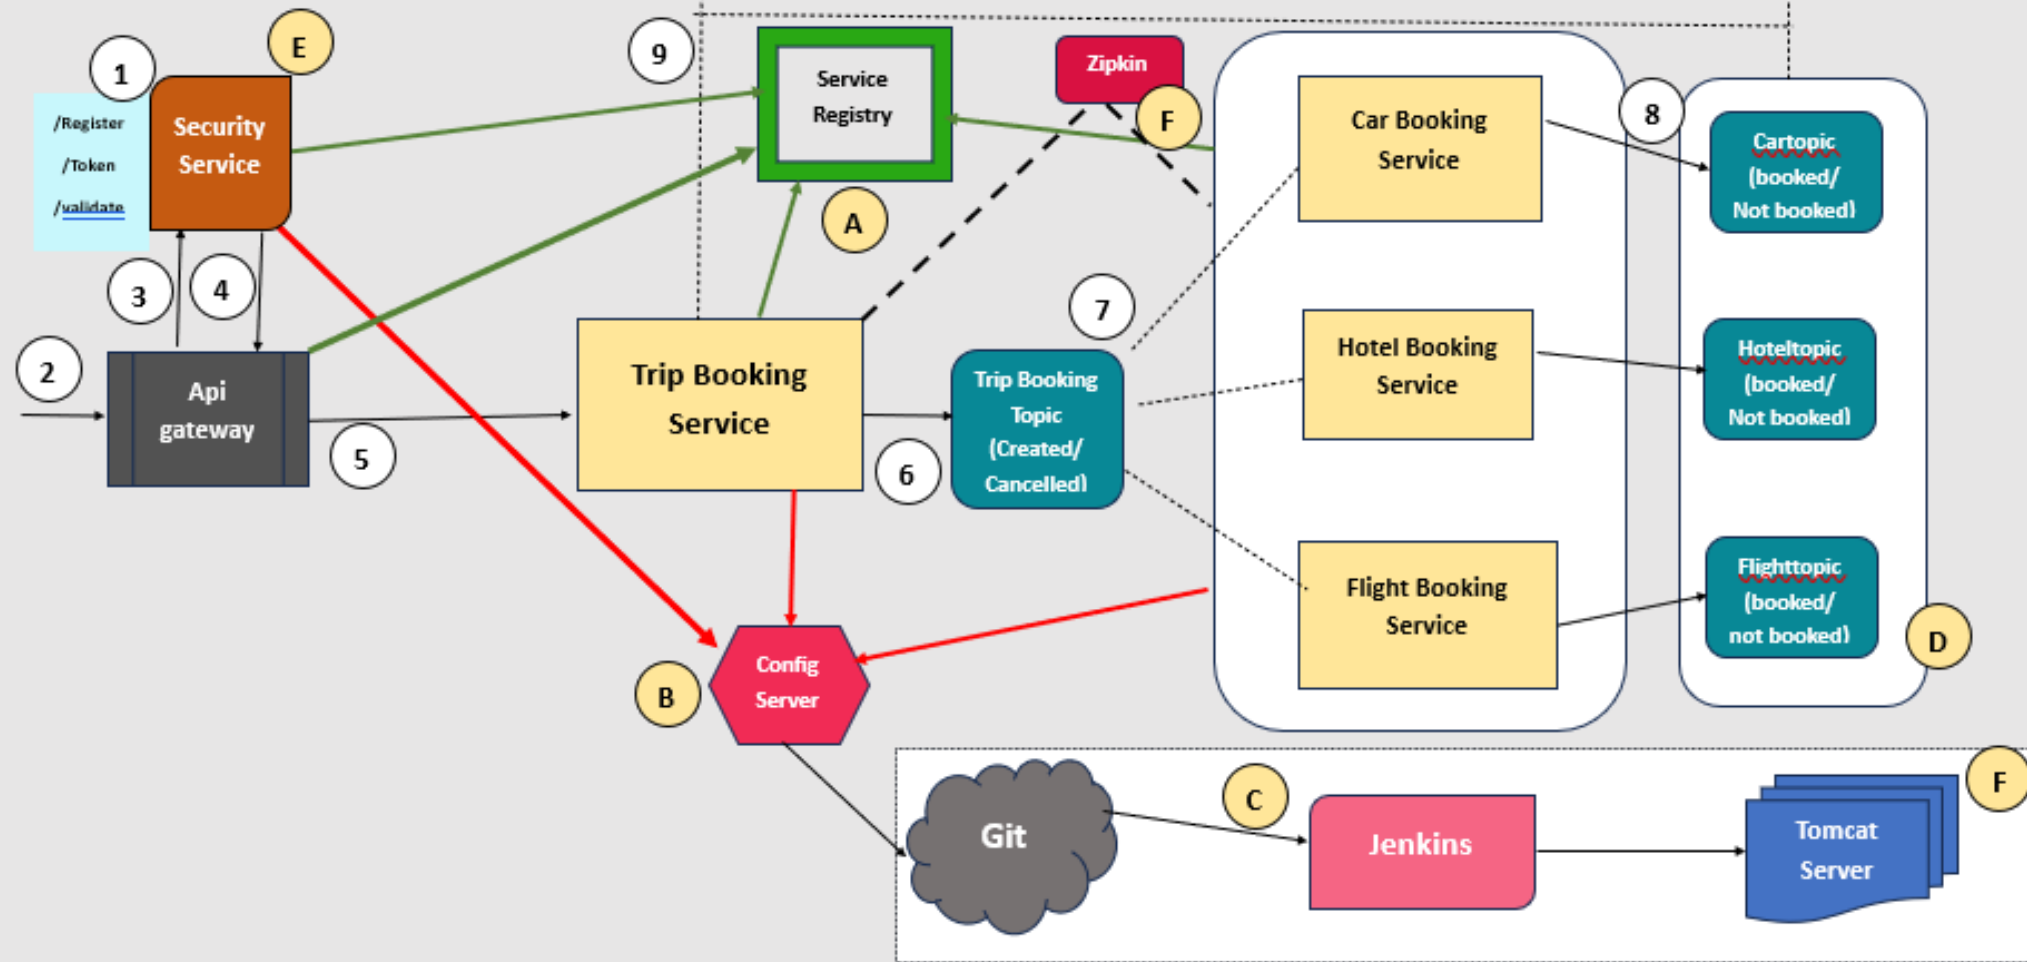 1
E
/Register
/Token
/validate
Security
Service
3
4
2
Api
gateway
5
9
Service
Registry
A
Zipkin
F
Trip Booking
Service
6
7
Trip Booking
Topic
(Created/
Cancelled)
Car Booking
Service
Hotel Booking
Service
Flight Booking
Service
8
Cartopic
(booked/
Not booked)
Hoteltopic
(booked/
Not booked)
Flighttopic
(booked/
not booked)
D
B
Config
Server
Git
C
Jenkins
Tomcat
Server
F